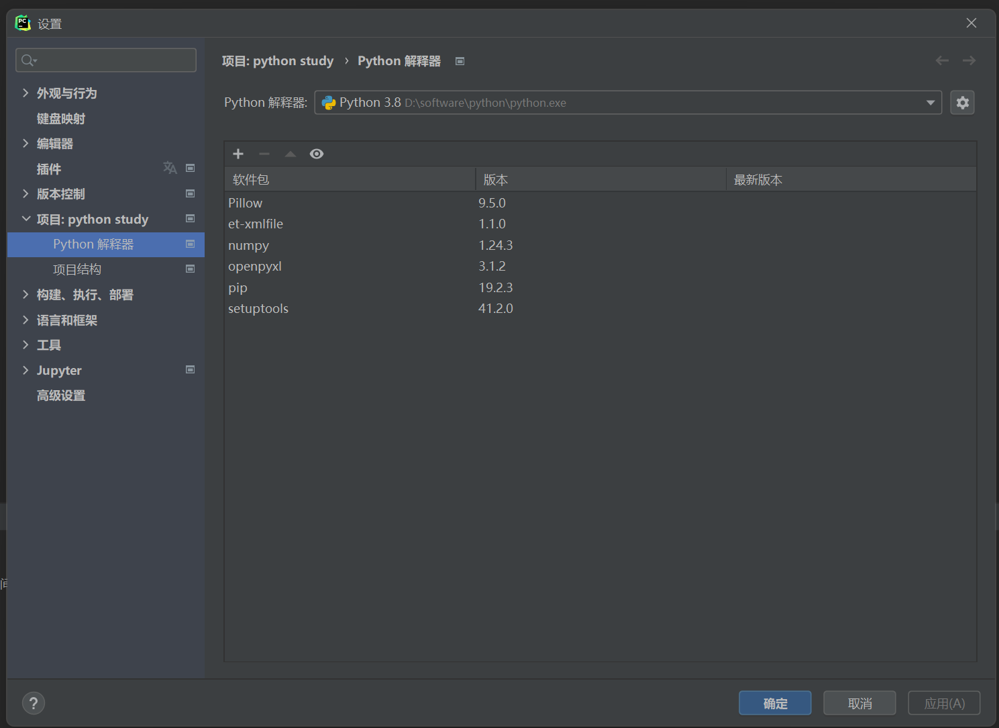 设置
项目: python study › Python 解释器
外观与行为
键盘映射
编辑器
插件
版本控制
项目: python study
Python 解释器
项目结构
构建、执行、部署
语言和框架
工具
Jupyter
高级设置
Python 解释器: Python 3.8 D:\software\python\python.exe
软件包 版本 最新版本
Pillow 9.5.0
et-xmlfile 1.1.0
numpy 1.24.3
openpyxl 3.1.2
pip 19.2.3
setuptools 41.2.0
? 确定 取消 应用(A)